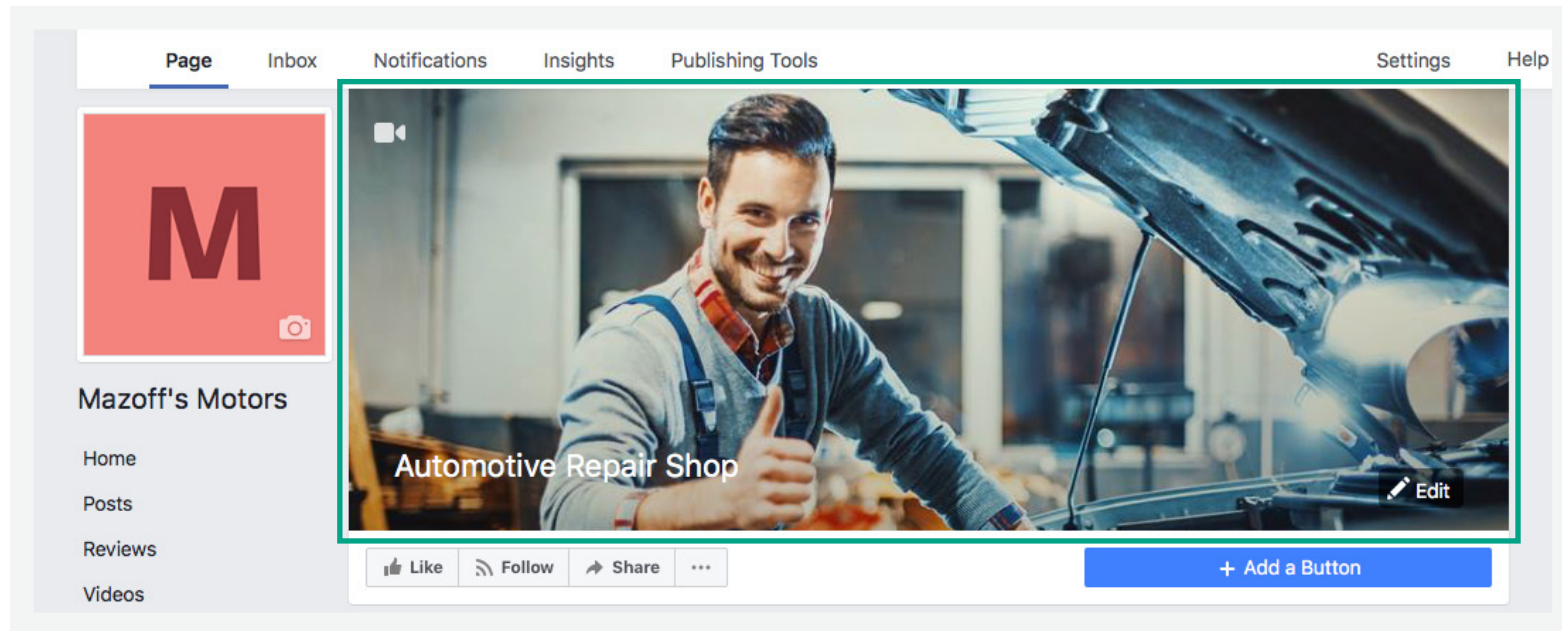 Page Inbox Notifications Insights Publishing Tools Settings Help
M
Mazoff's Motors
Home
Posts
Reviews
Videos
Automotive Repair Shop
Edit
Like Follow Share ...
+ Add a Button